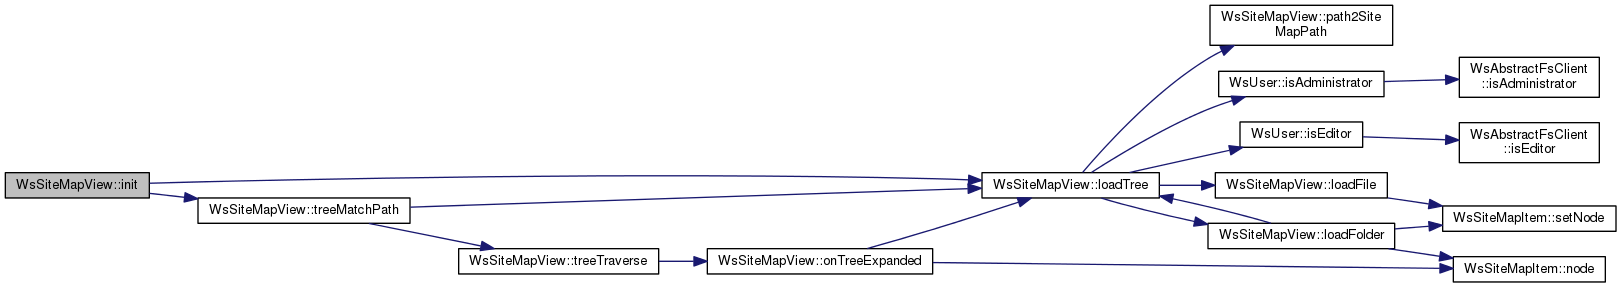 WsSiteMapView::path2Site
MapPath
WsUser::isAdministrator
WsAbstractFsClient
::isAdministrator
WsUser::isEditor
WsAbstractFsClient
::isEditor
WsSiteMapView::init
WsSiteMapView::loadTree
WsSiteMapView::loadFile
WsSiteMapView::treeMatchPath
WsSiteMapItem::setNode
WsSiteMapView::loadFolder
WsSiteMapView::treeTraverse
WsSiteMapView::onTreeExpanded
WsSiteMapItem::node